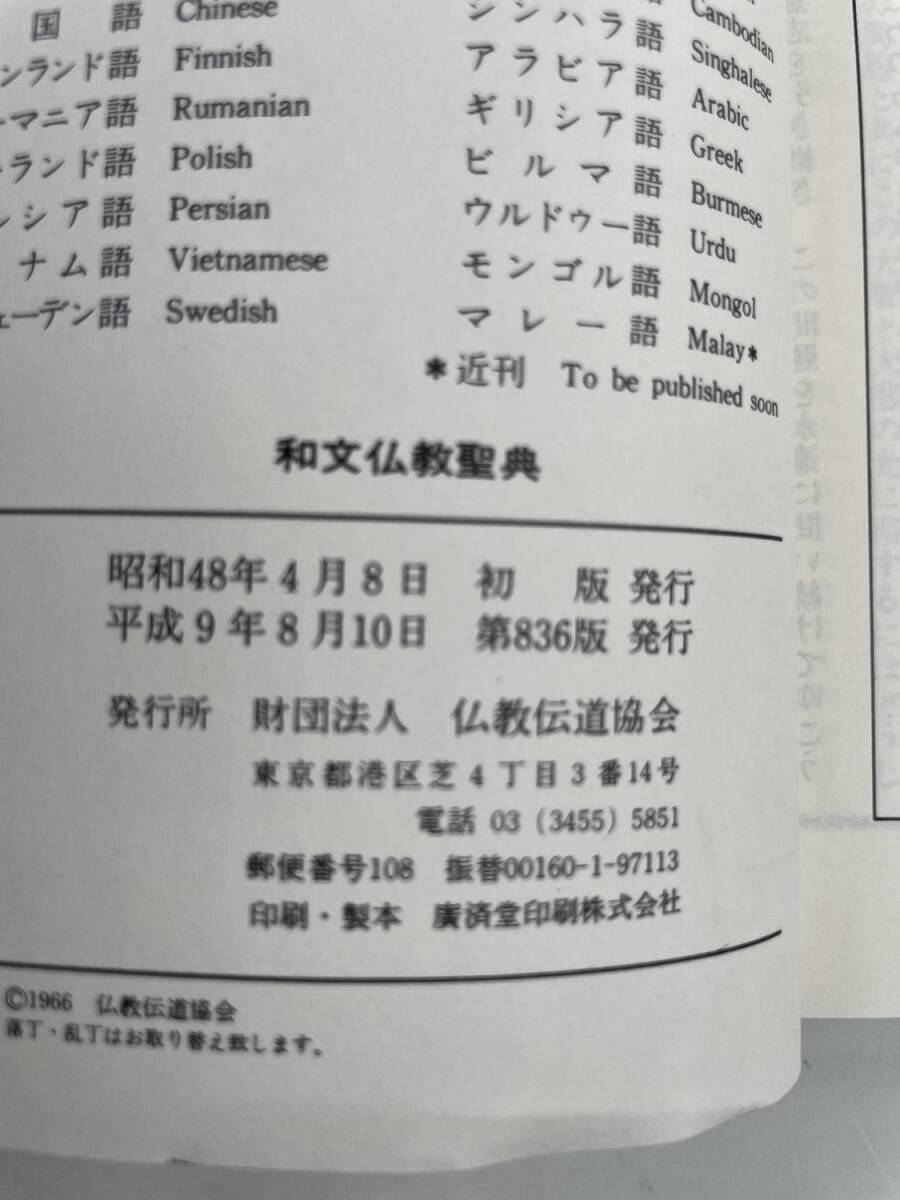 国語 Chinese
ンランド語 Finnish
ーマニア語 Rumanian
ーランド語 Polish
ルシア語 Persian
ナム語 Vietnamese
ェーデン語 Swedish
Cambodian
シンハラ語 Singhalese
アラビア語 Arabic
ギリシア語 Greek
ビルマ語 Burmese
ウルドゥー語 Urdu
モンゴル語 Mongol
マレー語 Malay*
*近刊 To be published soon
和文仏教聖典
昭和48年4月8日 初版 発行
平成9年8月10日 第836版 発行
発行所 財団法人 仏教伝道協会
東京都港区芝4丁目3番14号
電話 03 (3455) 5851
郵便番号108 振替00160-1-97113
印刷・製本 廣済堂印刷株式会社
©1966 仏教伝道協会
落丁・乱丁はお取り替え致します。